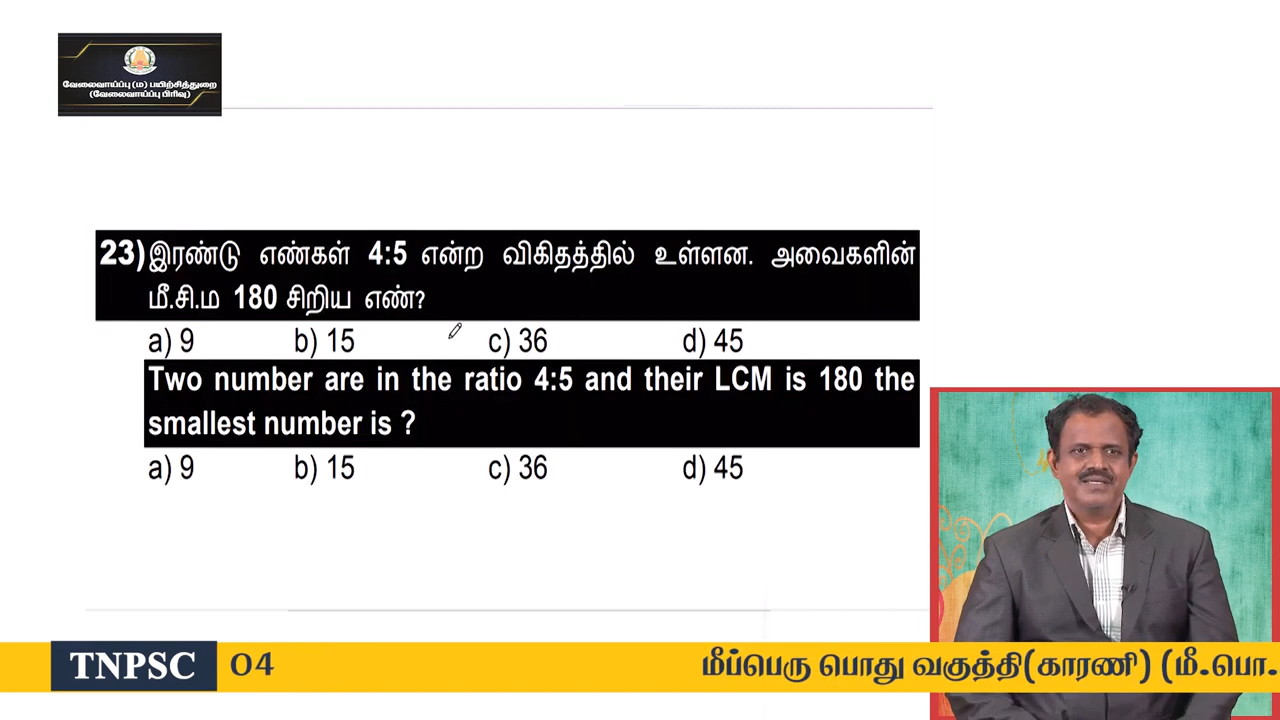 வேலைவாய்ப்பு (ம) பயிற்சித்துறை
(வேலைவாய்ப்பு பிரிவு)
23) இரண்டு எண்கள் 4:5 என்ற விகிதத்தில் உள்ளன. அவைகளின்
மீ.சி.ம 180 சிறிய எண்?
a) 9 b) 15 c) 36 d) 45
Two number are in the ratio 4:5 and their LCM is 180 the
smallest number is ?
a) 9 b) 15 c) 36 d) 45
TNPSC 04 மீப்பெரு பொது வகுத்தி(காரணி) (மீ.பொ.